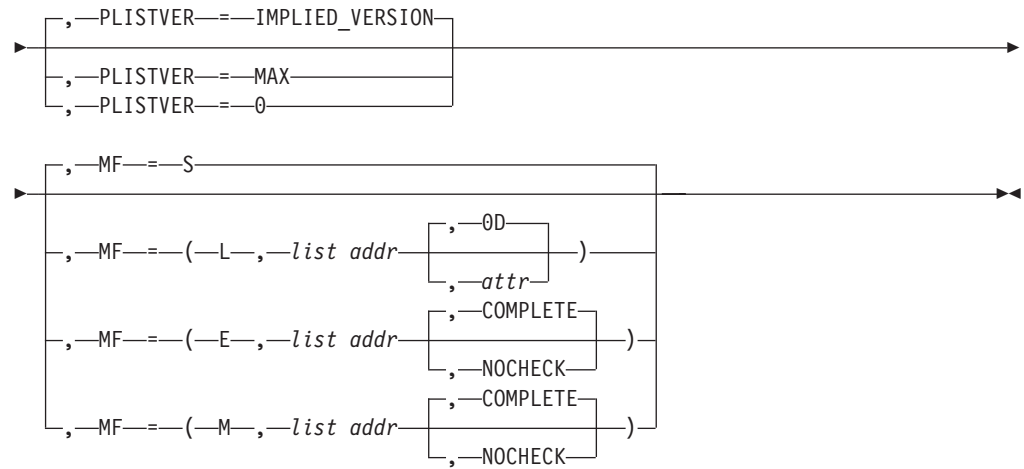 , PLISTVER = IMPLIED_VERSION
, PLISTVER = MAX
, PLISTVER = 0
, MF = S
, 0D
, MF = ( L , list addr )
, attr
, COMPLETE
, MF = ( E , list addr )
, NOCHECK
, COMPLETE
, MF = ( M , list addr )
, NOCHECK